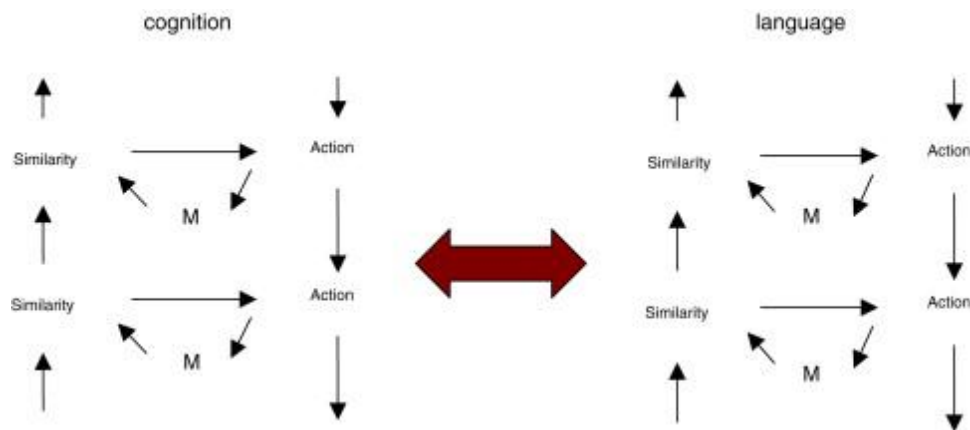 cognition
language
Similarity
Action
M
Similarity
Action
M
Similarity
Action
M
Similarity
Action
M